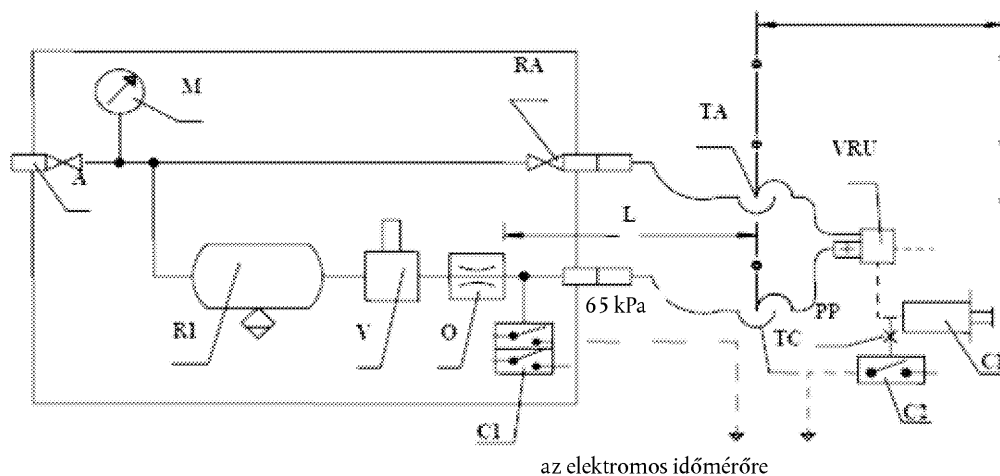 M
RA
TA
VRU
A
L
65 kPa
PP
R1
V
O
TC
C1
C2
az elektromos időmérőre